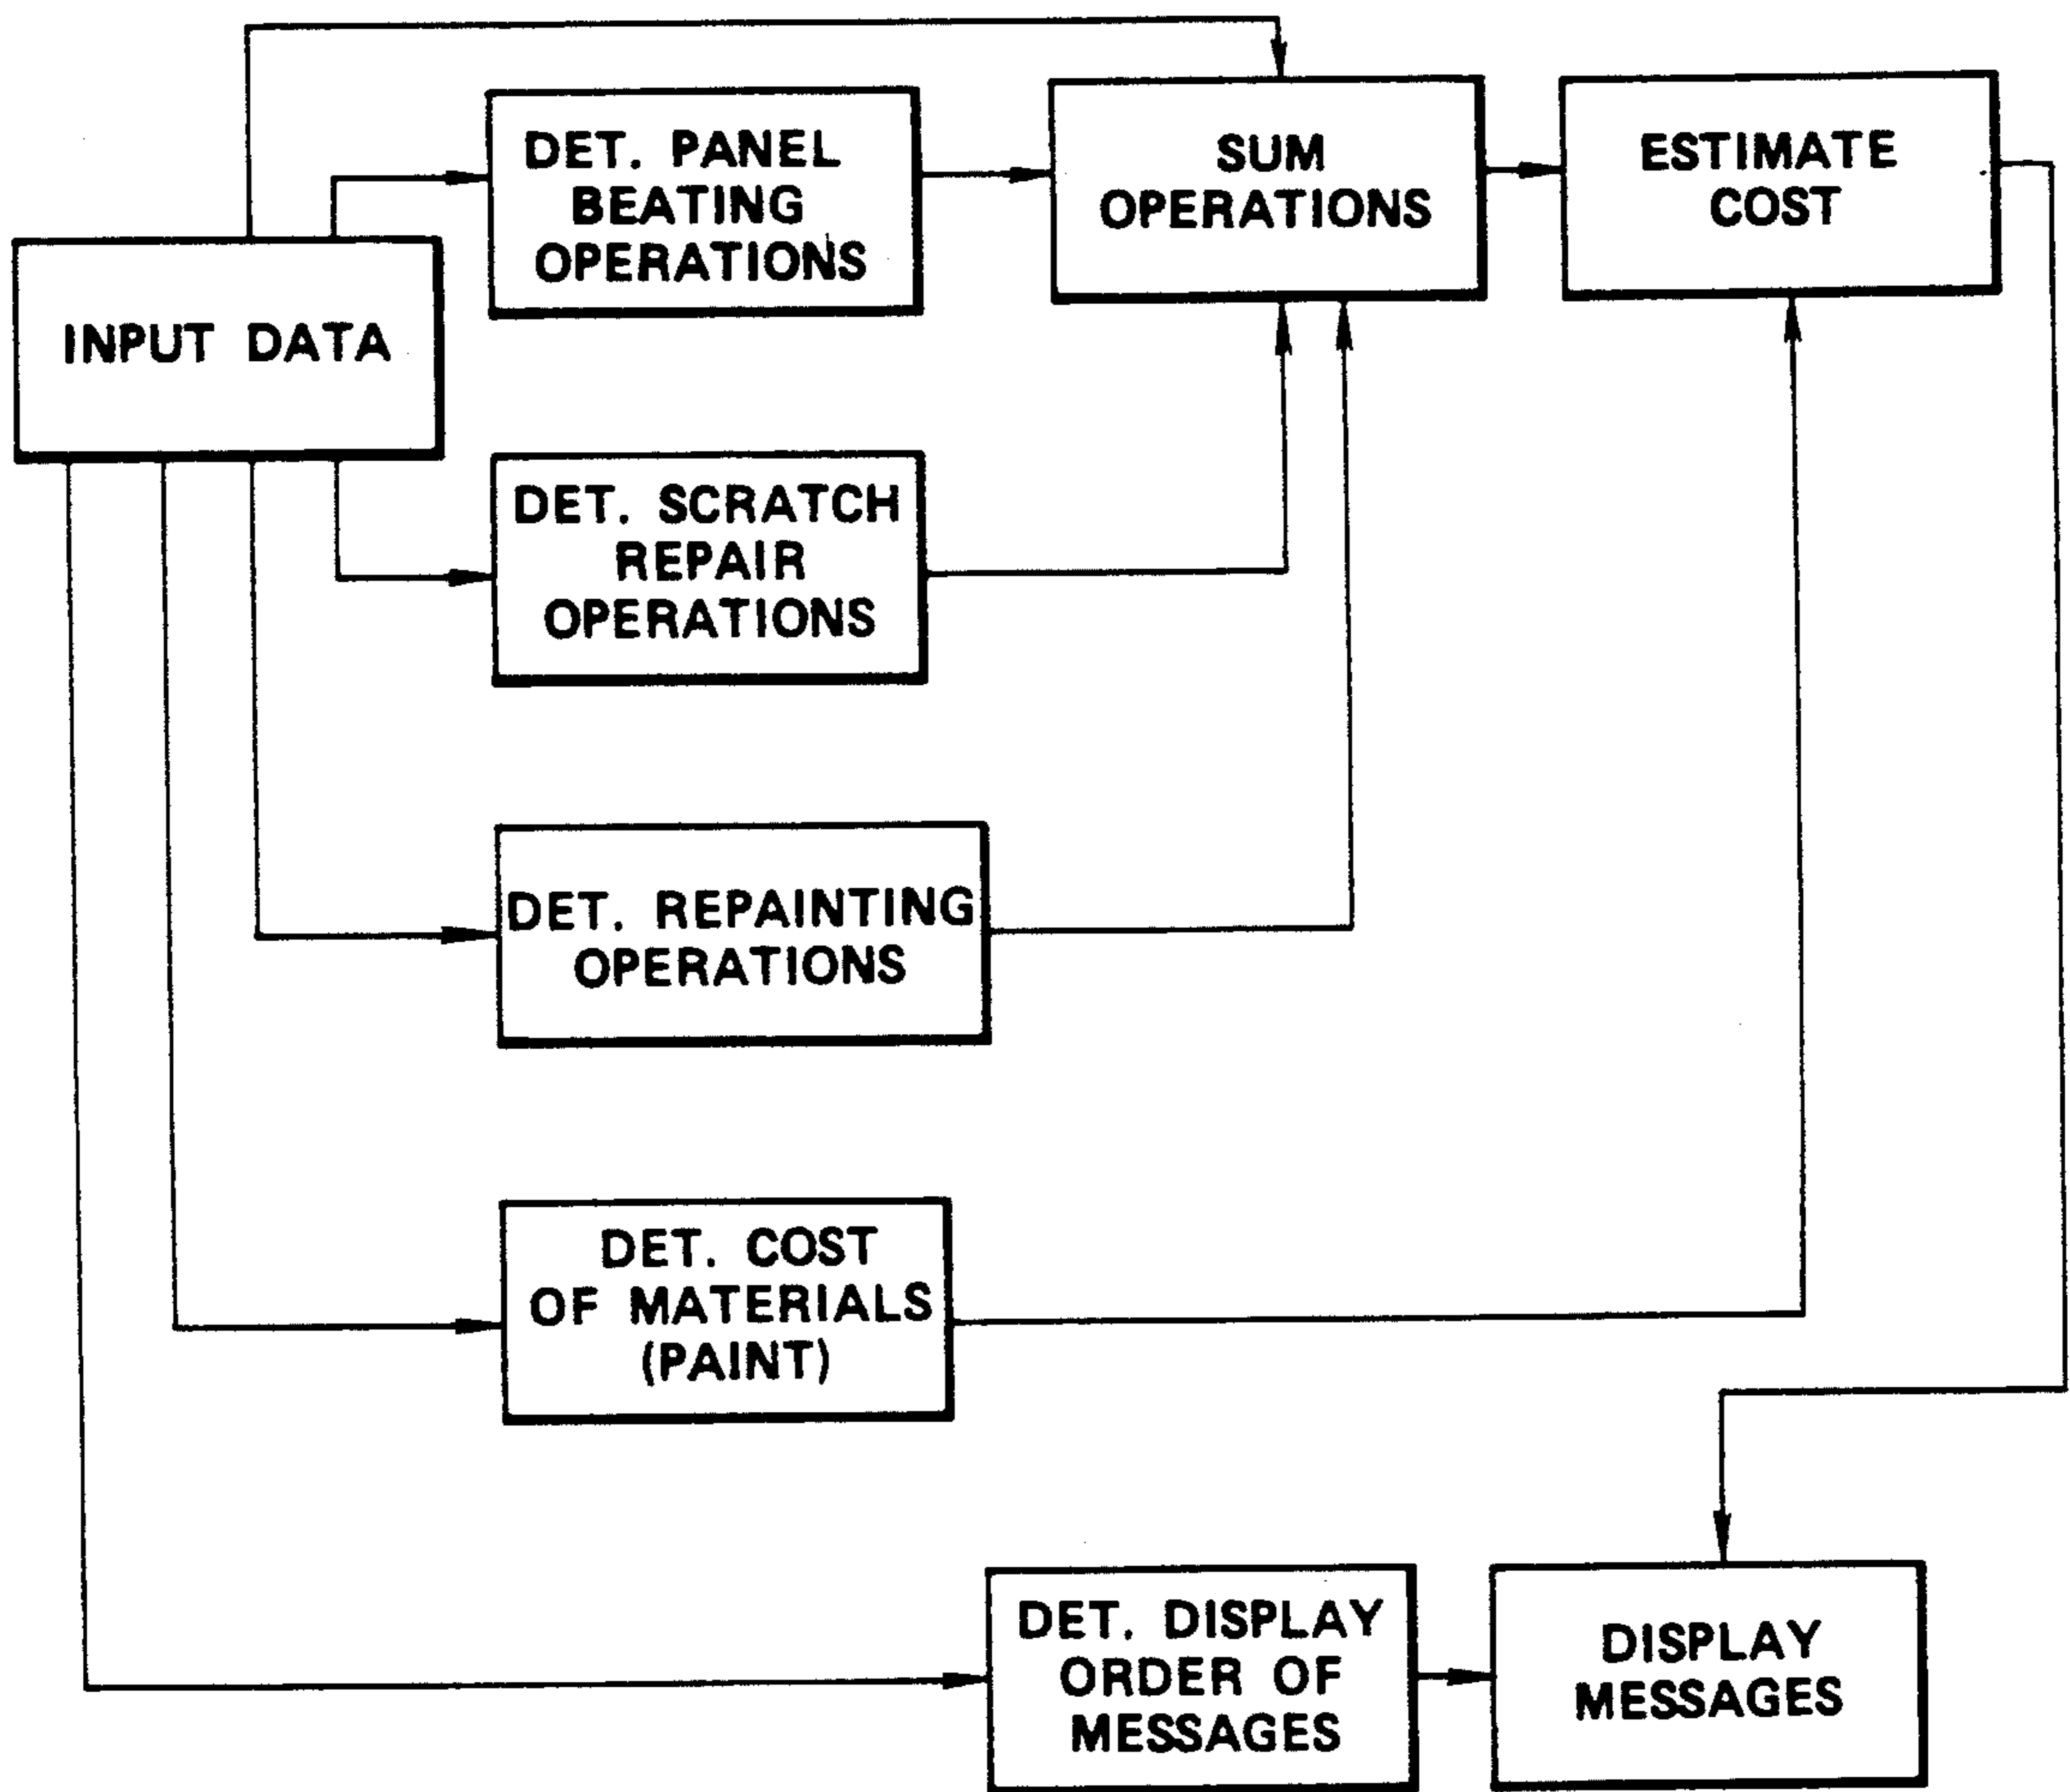 DET. PANEL
BEATING
OPERATIONS
SUM
OPERATIONS
ESTIMATE
COST
INPUT DATA
DET. SCRATCH
REPAIR
OPERATIONS
DET. REPAINTING
OPERATIONS
DET. COST
OF MATERIALS
(PAINT)
DET. DISPLAY
ORDER OF
MESSAGES
DISPLAY
MESSAGES